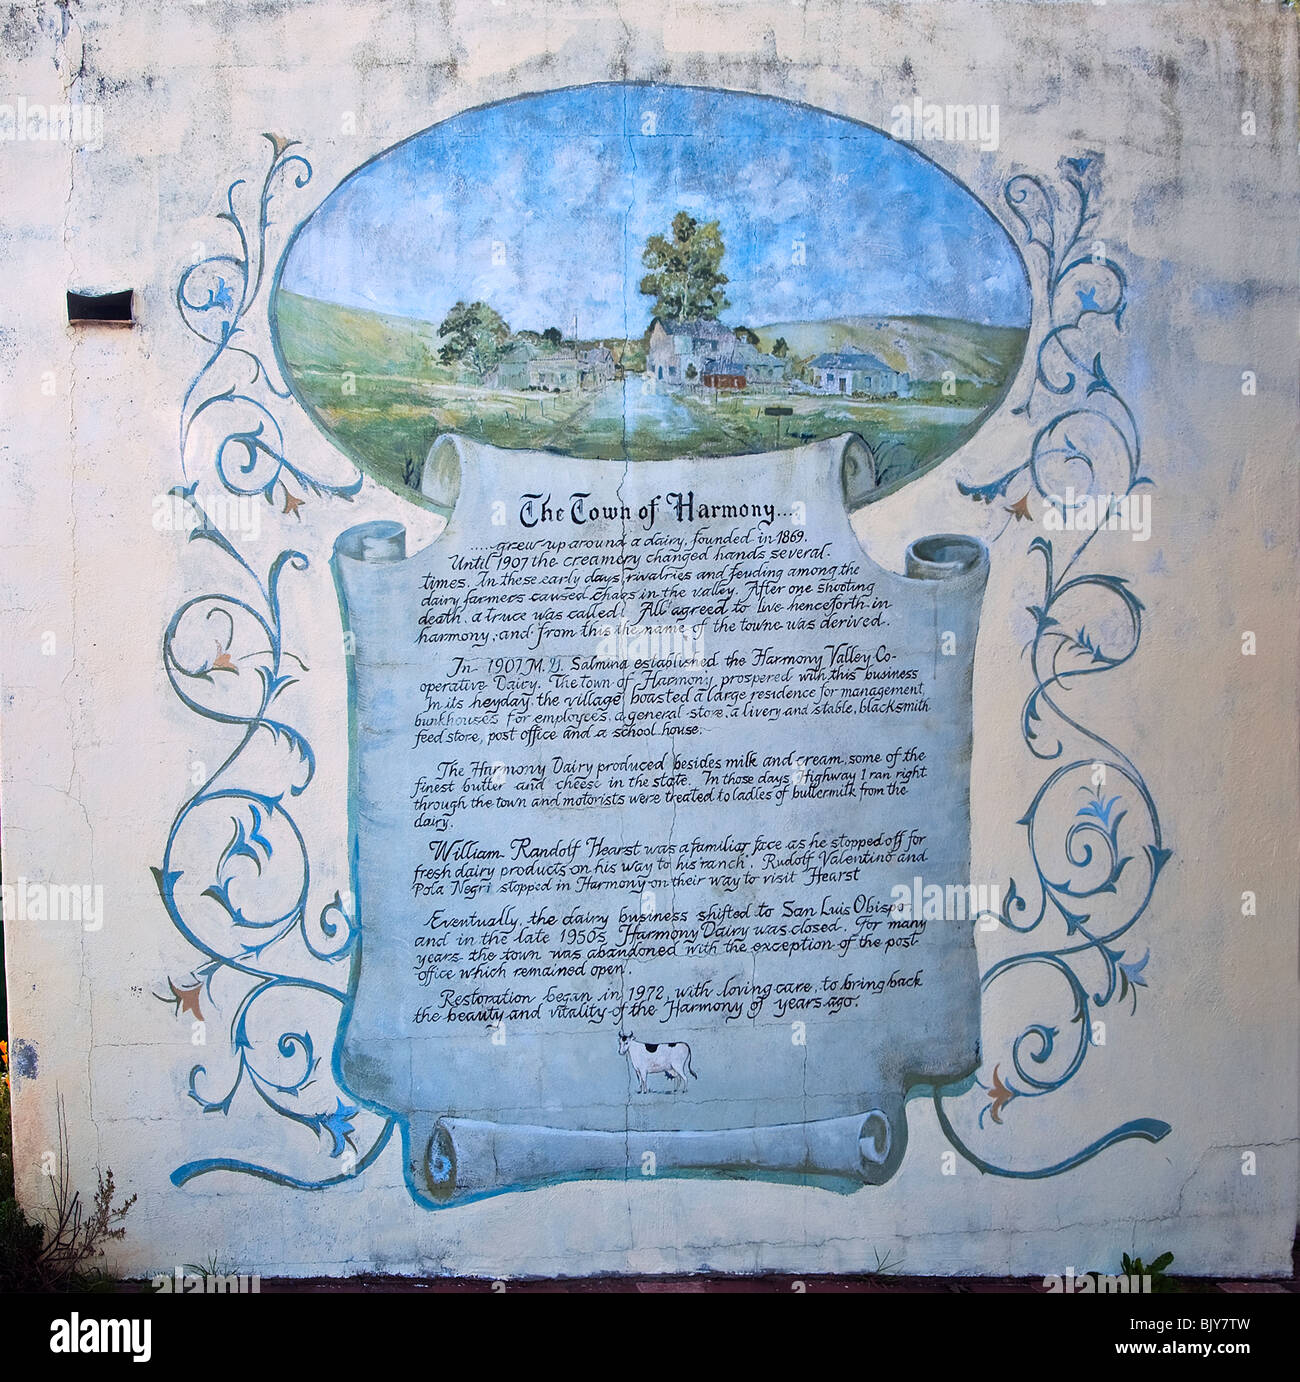 The Town of Harmony...
.....grew up around a dairy, founded in 1869.
Until 1907 the creamery changed hands several
times. In these early days rivalries and feuding among the
dairy farmers caused chaos in the valley. After one shooting
death, a truce was called. All agreed to live henceforth in
harmony, and from this the name of the towne was derived.
In 1907, M. G. Salmina established the Harmony Valley Co-
operative Dairy. The town of Harmony prospered with this business
In its heyday, the village boasted a large residence for management,
bunkhouses for employees, a general store, a livery and stable, blacksmith
feed store, post office and a school house.
The Harmony Dairy produced besides milk and cream, some of the
finest butter and cheese in the state. In those days Highway 1 ran right
through the town and motorists were treated to ladles of buttermilk from the
dairy.
William Randolf Hearst was a familiar face as he stopped off for
fresh dairy products on his way to his "ranch". Rudolf Valentino and
Pola Negri stopped in Harmony on their way to visit Hearst
Eventually, the dairy business shifted to San Luis Obispo
and in the late 1950s Harmony Dairy was closed. For many
years the town was abandoned with the exception of the post
office which remained open.
Restoration began in 1972, with loving care, to bring back
the beauty and vitality of the Harmony of years ago.
alamy
alamy
Image ID: BJY7TW
www.alamy.com